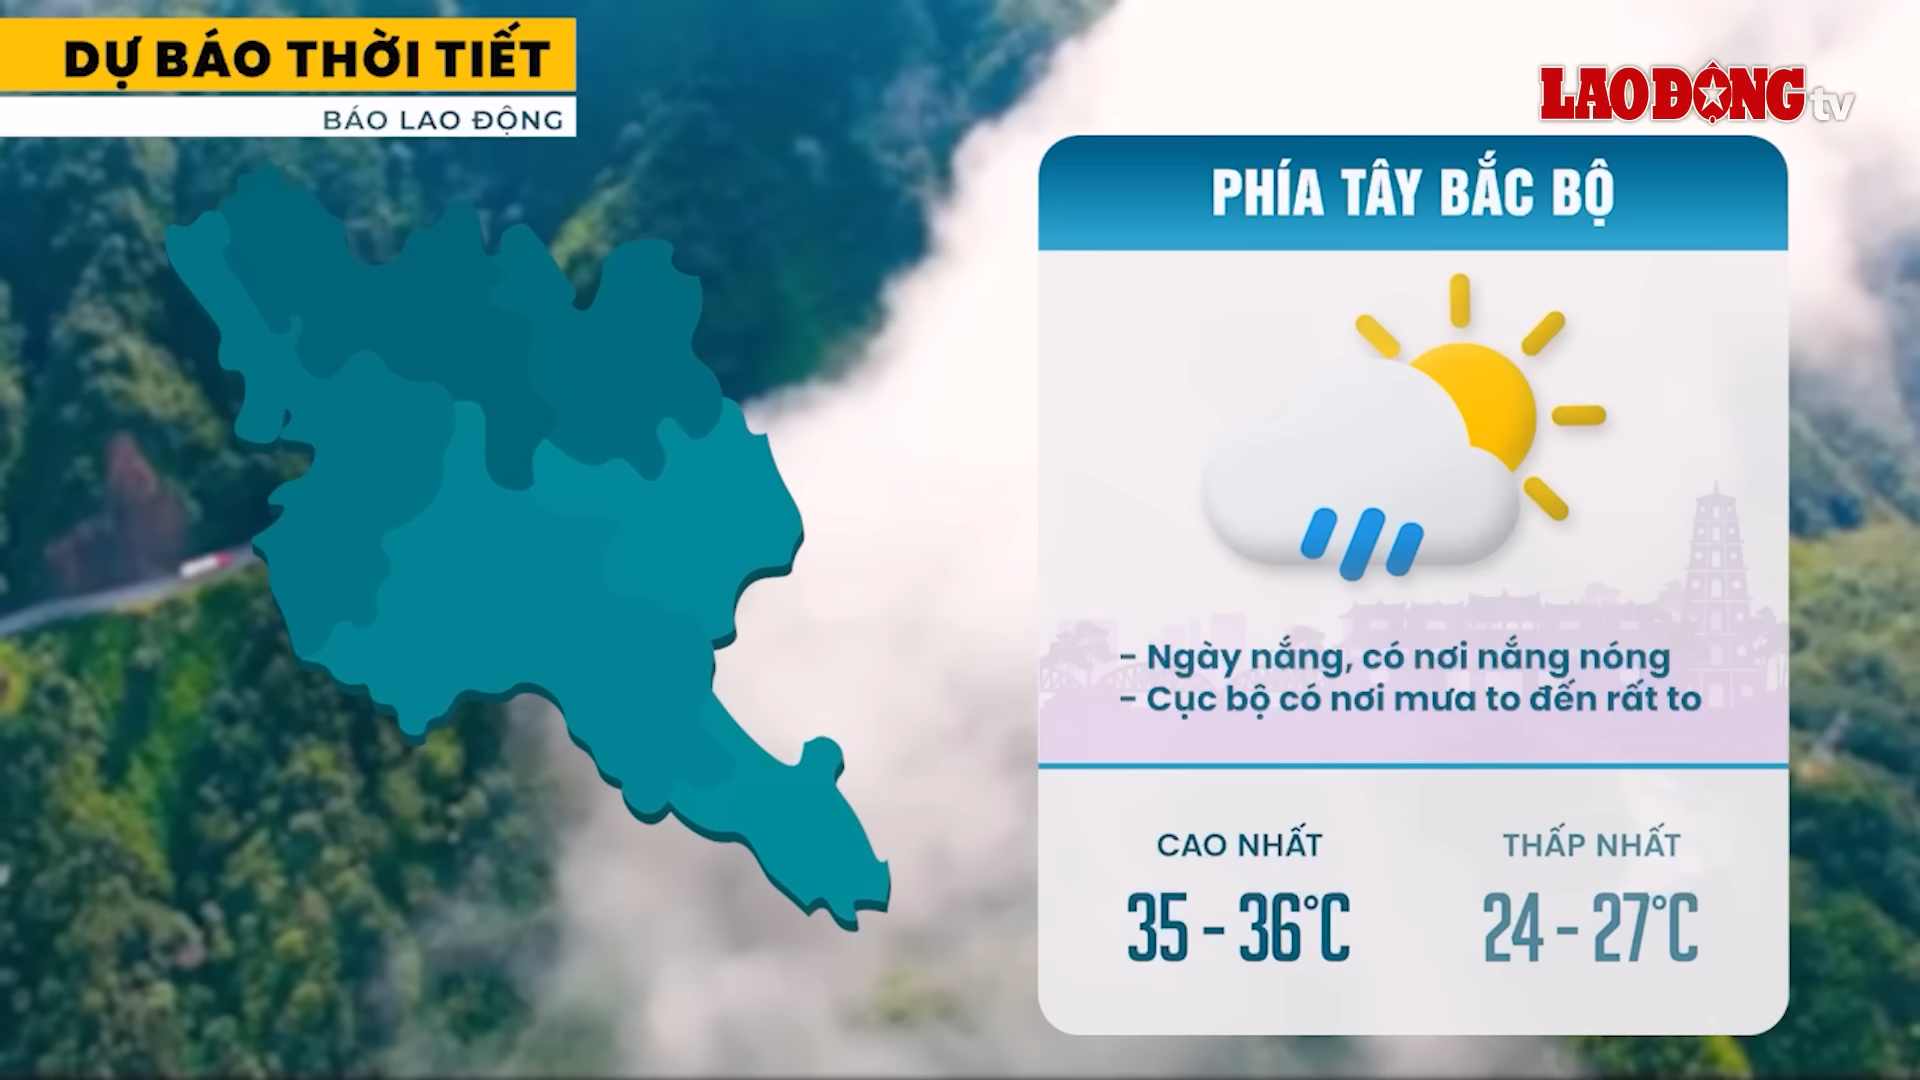 DỰ BÁO THỜI TIẾT
BÁO LAO ĐỘNG
LAO ĐỘNG tv
PHÍA TÂY BẮC BỘ
- Ngày nắng, có nơi nắng nóng
- Cục bộ có nơi mưa to đến rất to
CAO NHẤT
35 - 36°C
THẤP NHẤT
24 - 27°C